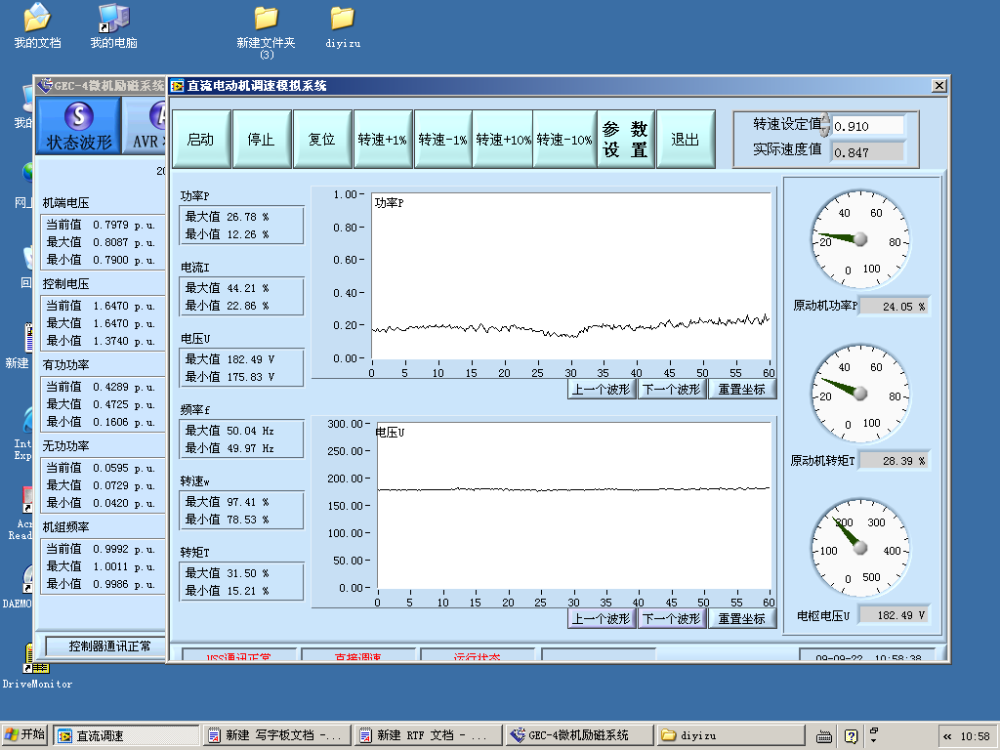 我的文档
我的电脑
新建文件夹
(3)
diyizu
GEC-4微机励磁系统
直流电动机调速模拟系统
S
状态波形
AVR
启动
停止
复位
转速+1%
转速-1%
转速+10%
转速-10%
参 数
设 置
退出
转速设定值
0.910
实际速度值
0.847
20
机端电压
当前值 0.7979 p.u.
最大值 0.8087 p.u.
最小值 0.7900 p.u.
控制电压
当前值 1.6470 p.u.
最大值 1.6470 p.u.
最小值 1.3740 p.u.
有功功率
当前值 0.4289 p.u.
最大值 0.4725 p.u.
最小值 0.1606 p.u.
无功功率
当前值 0.0595 p.u.
最大值 0.0729 p.u.
最小值 0.0420 p.u.
机组频率
当前值 0.9992 p.u.
最大值 1.0011 p.u.
最小值 0.9986 p.u.
控制器通讯正常
功率P
最大值 26.78 %
最小值 12.26 %
电流I
最大值 44.21 %
最小值 22.86 %
电压U
最大值 182.49 V
最小值 175.83 V
频率f
最大值 50.04 Hz
最小值 49.97 Hz
转速w
最大值 97.41 %
最小值 78.53 %
转矩T
最大值 31.50 %
最小值 15.21 %
功率P
1.00
0.80
0.60
0.40
0.20
0.00
0 5 10 15 20 25 30 35 40 45 50 55 60
上一个波形 下一个波形 重置坐标
电压U
300.00
250.00
200.00
150.00
100.00
50.00
0.00
0 5 10 15 20 25 30 35 40 45 50 55 60
上一个波形 下一个波形 重置坐标
0 20 40 60 80 100
原动机功率P 24.05 %
0 20 40 60 80 100
原动机转矩T 28.39 %
0 100 200 300 400 500
电枢电压U 182.49 V
USS通讯正常
直接调速
运行状态
09-09-22 10:58:38
我的
网上
回
新建
Int
Exp
Acr
Read
DAEMO
DriveMonitor
开始
直流调速
新建 写字板文档 -...
新建 RTF 文档 - ...
GEC-4微机励磁系统
diyizu
«
10:58